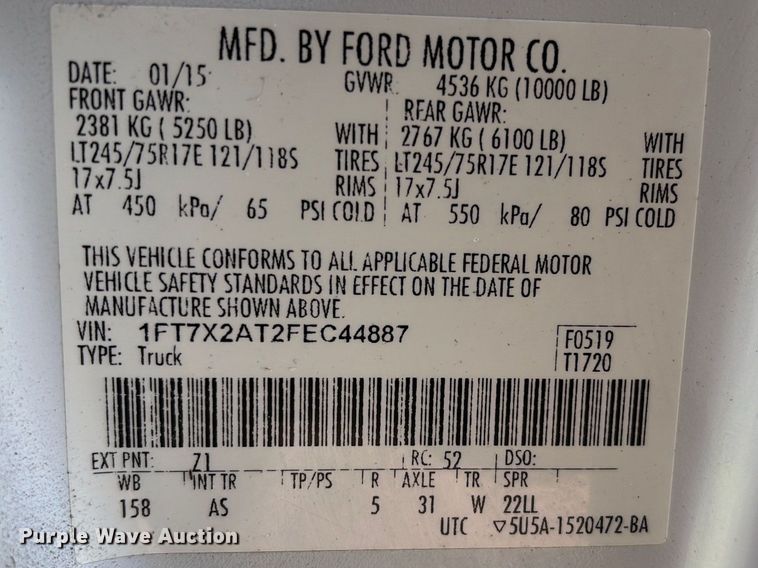 MFD. BY FORD MOTOR CO.
DATE: 01/15 GVWR: 4536 KG (10000 LB)
FRONT GAWR: REAR GAWR:
2381 KG ( 5250 LB) WITH 2767 KG ( 6100 LB) WITH
LT245/75R17E 121/118S TIRES LT245/75R17E 121/118S TIRES
17x7.5J RIMS 17x7.5J RIMS
AT 450 kPa/ 65 PSI COLD AT 550 kPa/ 80 PSI COLD
THIS VEHICLE CONFORMS TO ALL APPLICABLE FEDERAL MOTOR
VEHICLE SAFETY STANDARDS IN EFFECT ON THE DATE OF
MANUFACTURE SHOWN ABOVE.
VIN: 1FT7X2AT2FEC44887 F0519
TYPE: Truck T1720
EXT PNT: Z1 RC: 52 DSO:
WB INT TR TP/PS R AXLE TR SPR
158 AS 5 31 W 22LL
UTC ▽5U5A-1520472-BA
Purple Wave Auction